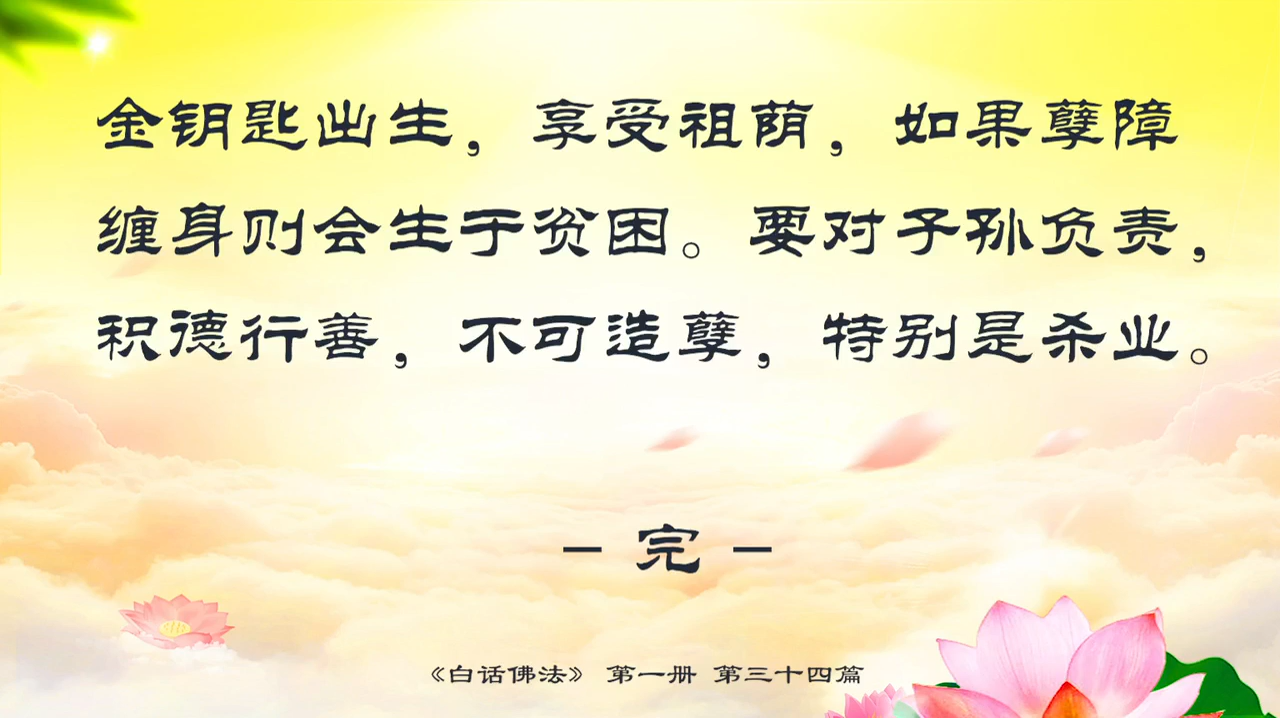 金钥匙出生，享受祖荫，如果孽障
缠身则会生于贫困。要对子孙负责，
积德行善，不可造孽，特别是杀业。
－ 完 －
《白话佛法》 第一册 第三十四篇